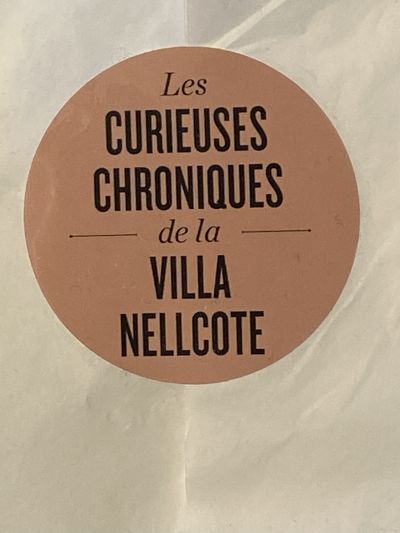 Les
CURIEUSES
CHRONIQUES
de la
VILLA
NELLCOTE